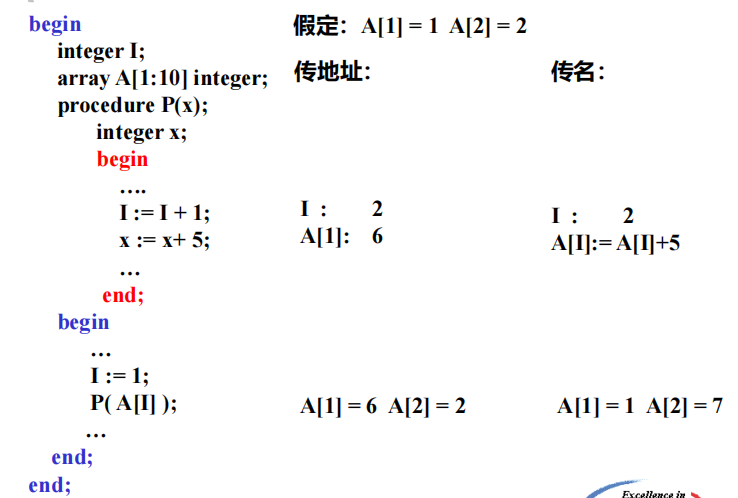 begin
integer I;
array A[1:10] integer;
procedure P(x);
integer x;
begin
....
I := I + 1;
x := x+ 5;
...
end;
begin
...
I := 1;
P( A[I] );
...
end;
end;
假定：A[1] = 1 A[2] = 2
传地址：
I : 2
A[1]: 6
A[1] = 6 A[2] = 2
传名：
I : 2
A[I]:= A[I]+5
A[1] = 1 A[2] = 7
Excellence in